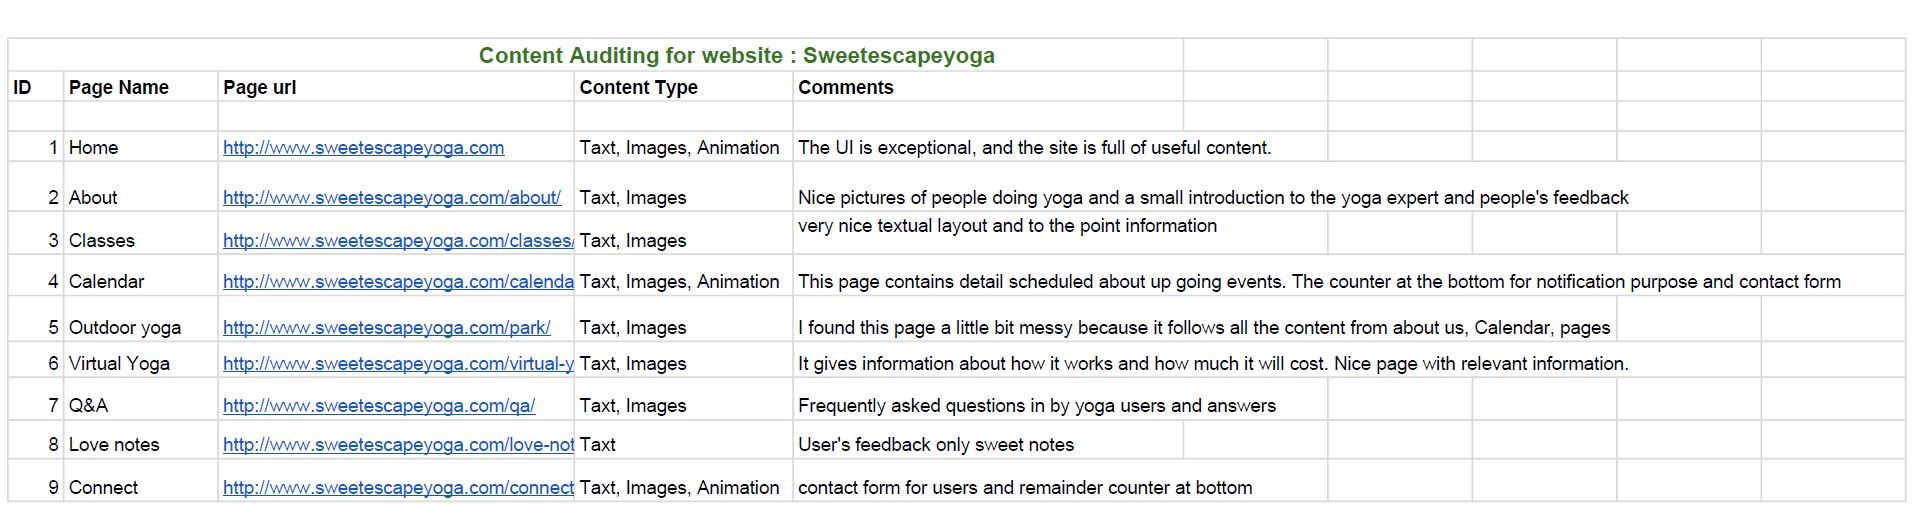 Content Auditing for website : Sweetescapeyoga
ID Page Name Page url Content Type Comments
1 Home http://www.sweetescapeyoga.com Taxt, Images, Animation The UI is exceptional, and the site is full of useful content.
2 About http://www.sweetescapeyoga.com/about/ Taxt, Images Nice pictures of people doing yoga and a small introduction to the yoga expert and people's feedback
3 Classes http://www.sweetescapeyoga.com/classes/ Taxt, Images very nice textual layout and to the point information
4 Calendar http://www.sweetescapeyoga.com/calenda Taxt, Images, Animation This page contains detail scheduled about up going events. The counter at the bottom for notification purpose and contact form
5 Outdoor yoga http://www.sweetescapeyoga.com/park/ Taxt, Images I found this page a little bit messy because it follows all the content from about us, Calendar, pages
6 Virtual Yoga http://www.sweetescapeyoga.com/virtual-y Taxt, Images It gives information about how it works and how much it will cost. Nice page with relevant information.
7 Q&A http://www.sweetescapeyoga.com/qa/ Taxt, Images Frequently asked questions in by yoga users and answers
8 Love notes http://www.sweetescapeyoga.com/love-not Taxt User's feedback only sweet notes
9 Connect http://www.sweetescapeyoga.com/connect Taxt, Images, Animation contact form for users and remainder counter at bottom